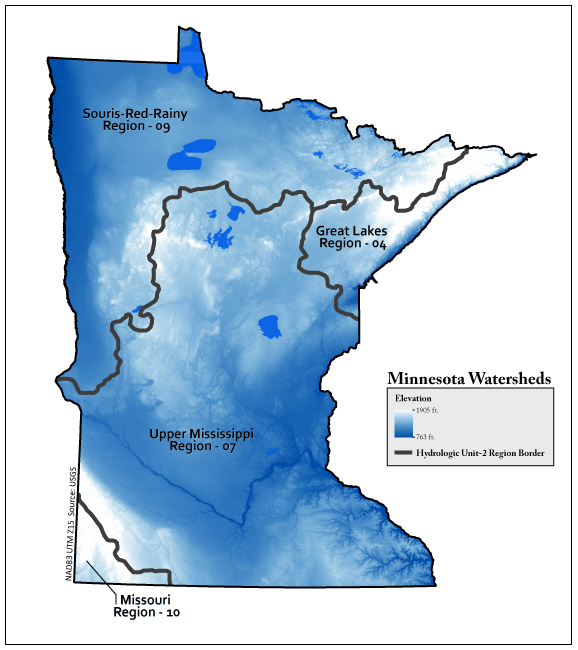 Souris-Red-Rainy
Region - 09
Great Lakes
Region - 04
Minnesota Watersheds
Elevation
1905 ft.
763 ft.
Hydrologic Unit-2 Region Border
Upper Mississippi
Region - 07
NAD83 UTM Z15 Source: USGS
Missouri
Region - 10